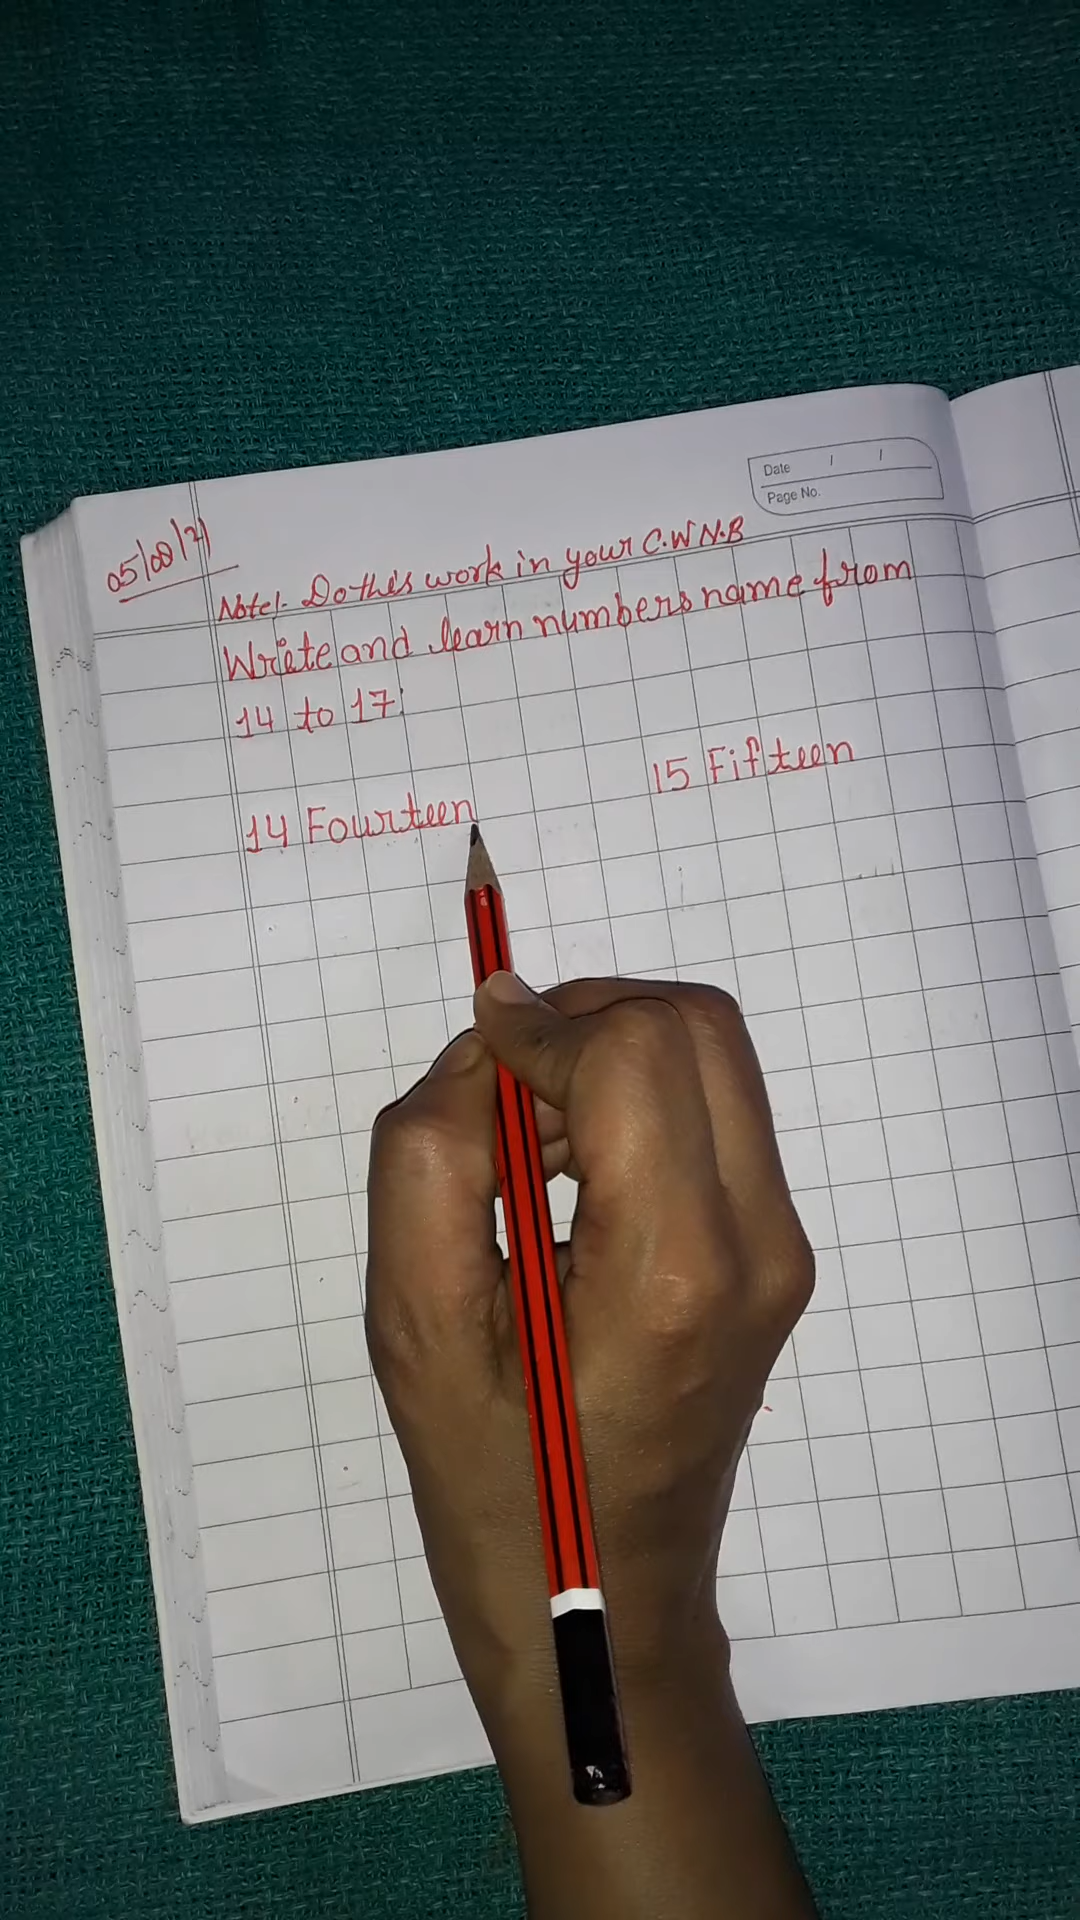 Date / /
Page No.
05/08/21
Note!- Do this work in your C.W N.B
Write and learn numbers name from
14 to 17:
14 Fourteen 15 Fifteen